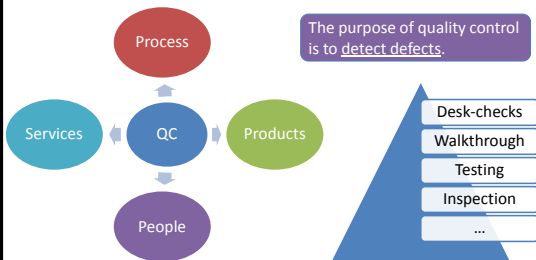 Process
The purpose of quality control
is to detect defects.
Services
QC
Products
People
Desk-checks
Walkthrough
Testing
Inspection
...